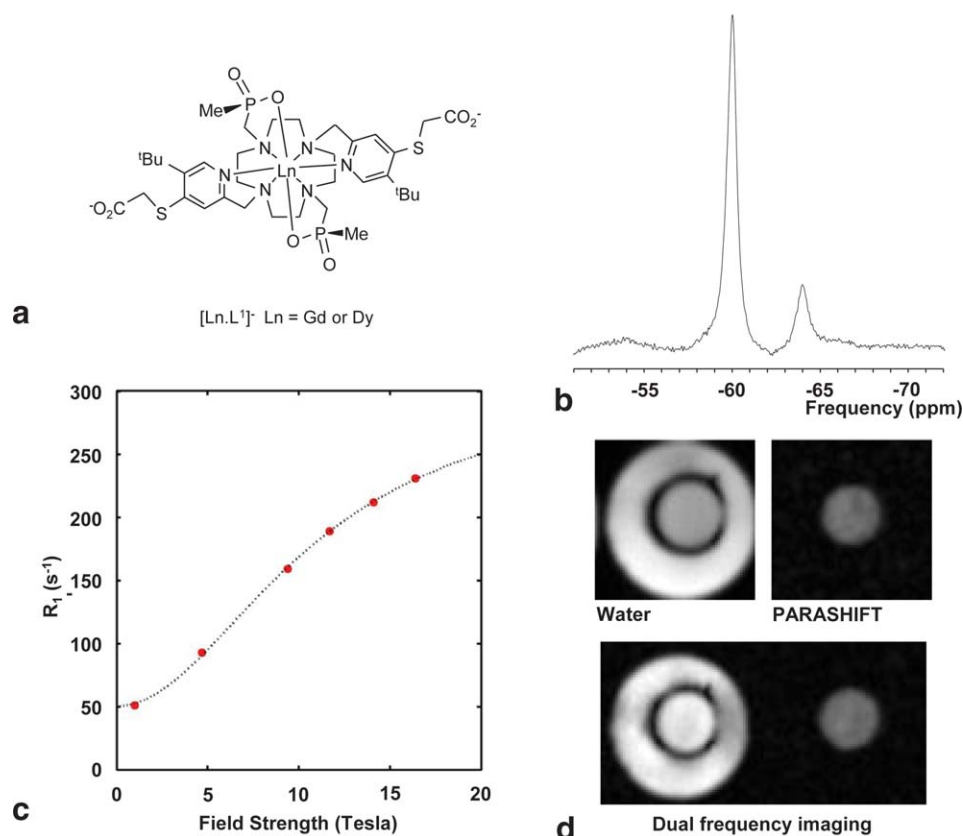 O
O
Me
P
N
N
CO₂⁻
S
ᵗBu
N
Ln
N
ᵗBu
⁻O₂C
S
N
N
O
P
Me
O
a
[Ln.L¹]⁻ Ln = Gd or Dy
-55 -60 -65 -70
b
Frequency (ppm)
300
250
200
150
100
50
0
R₁ (s⁻¹)
0 5 10 15 20
c
Field Strength (Tesla)
Water
PARASHIFT
d
Dual frequency imaging